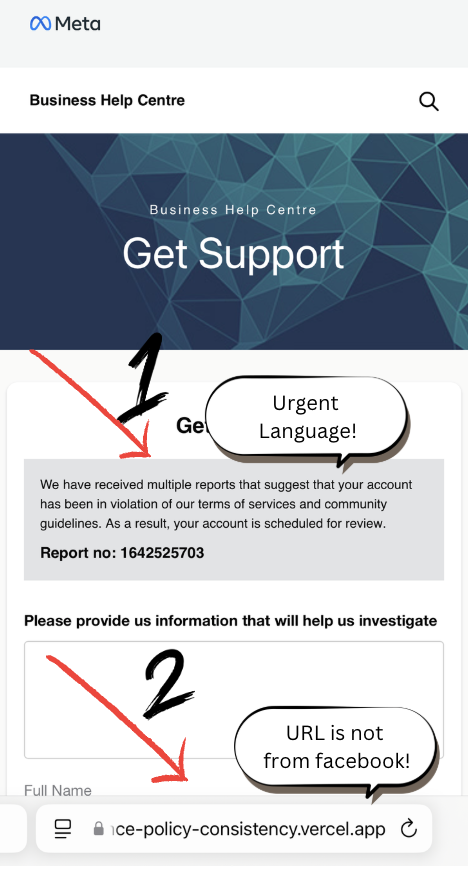 Meta
Business Help Centre
Business Help Centre
Get Support
1
Urgent
Language!
We have received multiple reports that suggest that your account
has been in violation of our terms of services and community
guidelines. As a result, your account is scheduled for review.
Report no: 1642525703
Please provide us information that will help us investigate
2
URL is not
from facebook!
Full Name
ce-policy-consistency.vercel.app